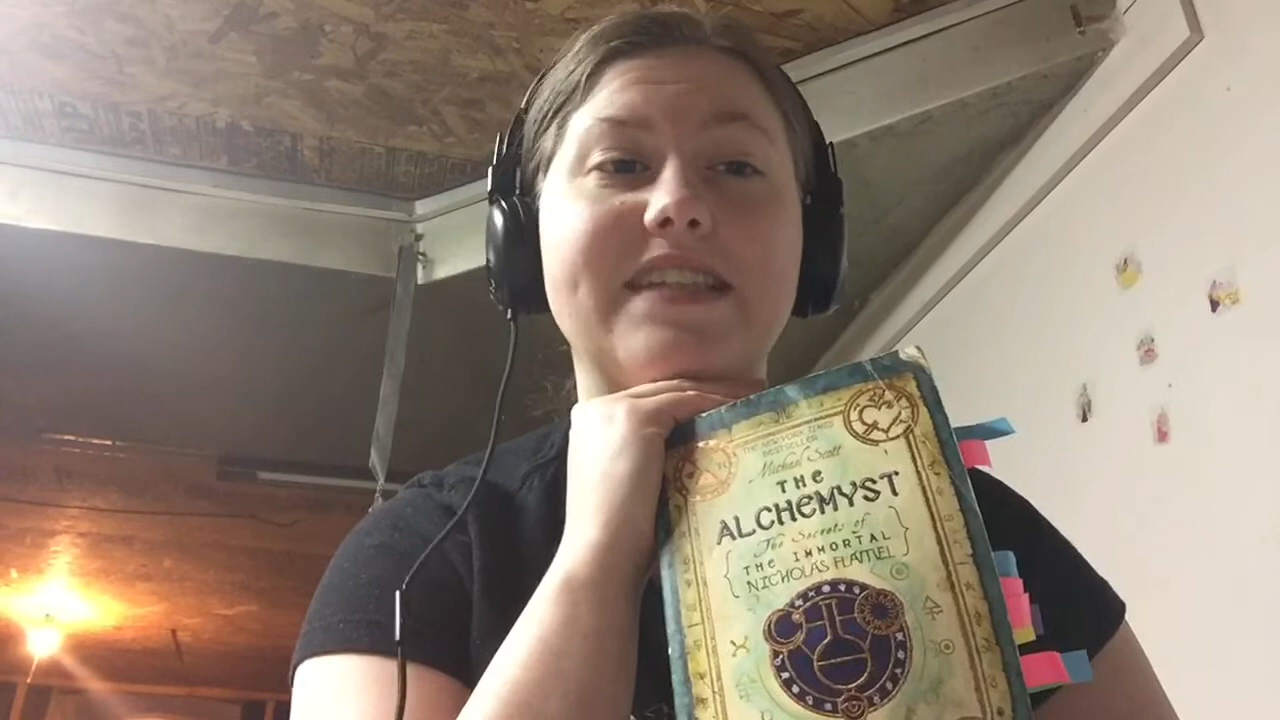 THE NEW YORK TIMES
BESTSELLER
Michael Scott
THE
ALCHEMYST
The Secrets of
THE IMMORTAL
NICHOLAS FLAMEL